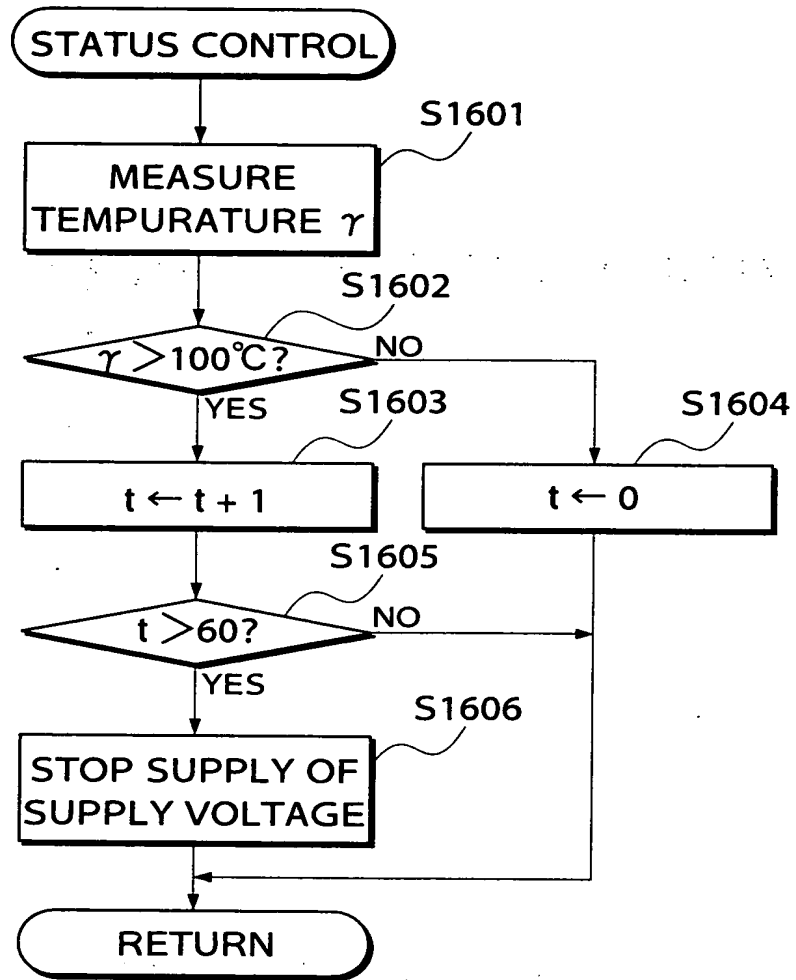 STATUS CONTROL
S1601
MEASURE
TEMPURATURE γ
S1602
γ > 100℃?
NO
YES
S1603
S1604
t ← t + 1
t ← 0
S1605
t > 60?
NO
YES
S1606
STOP SUPPLY OF
SUPPLY VOLTAGE
RETURN